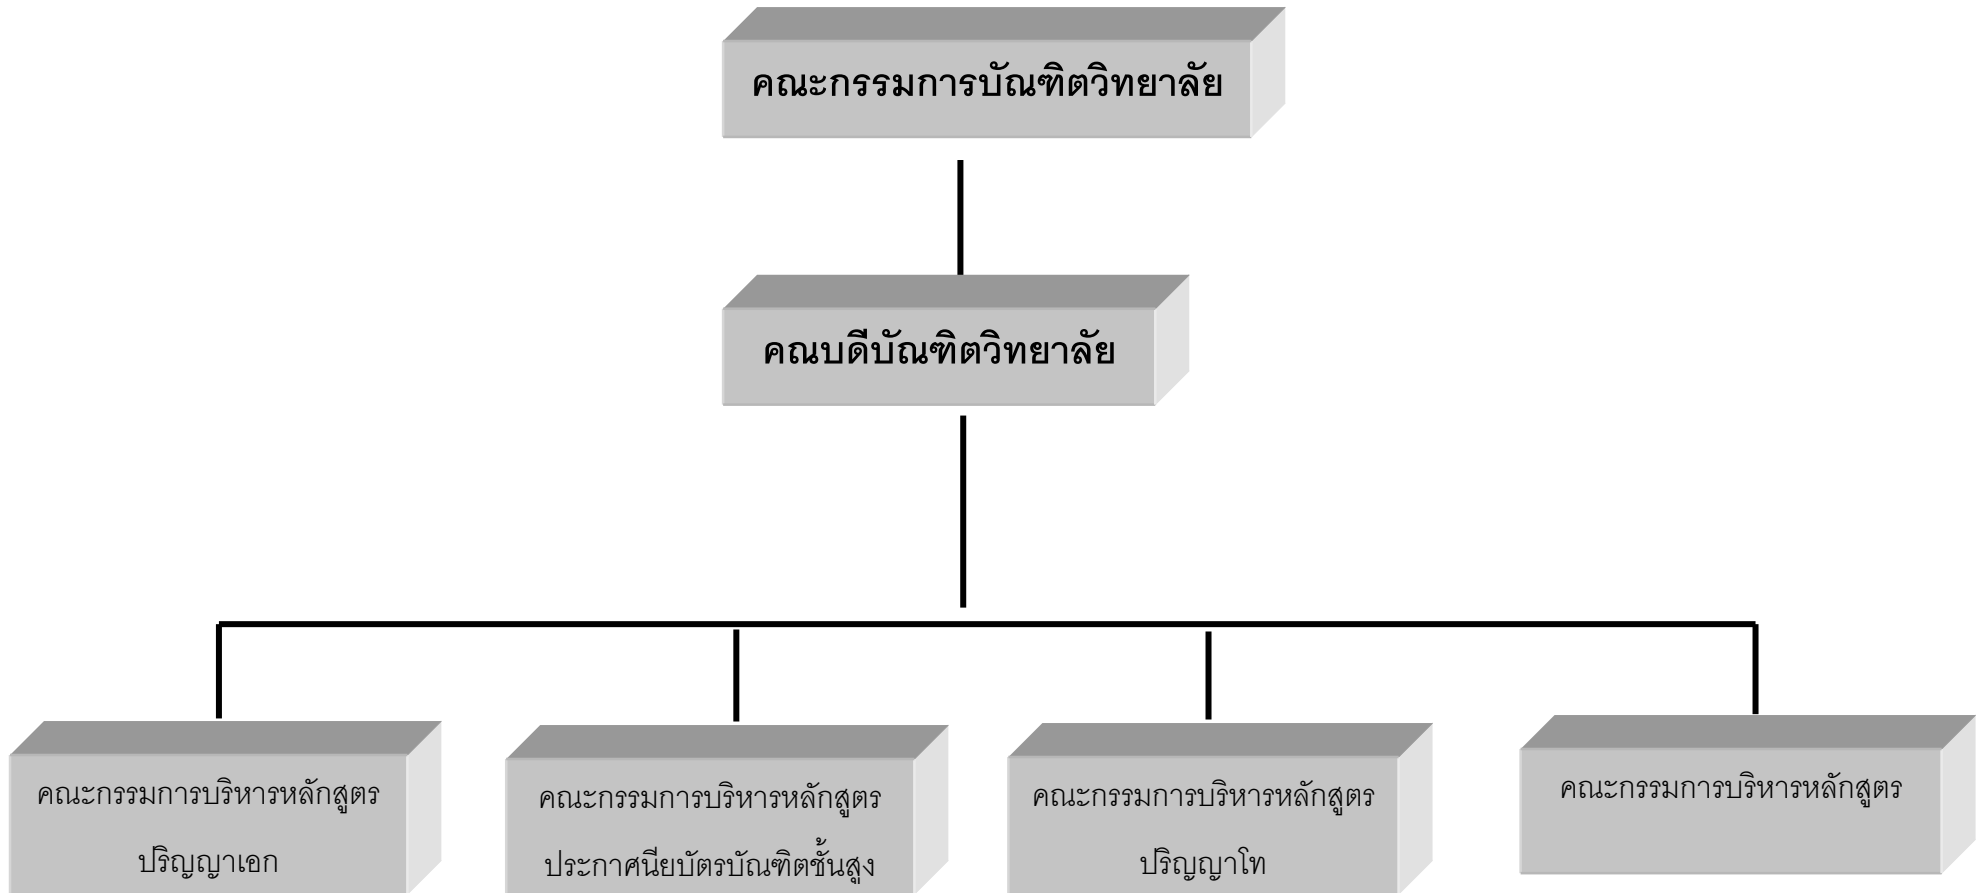 คณะกรรมการบัณฑิตวิทยาลัย
คณบดีบัณฑิตวิทยาลัย
คณะกรรมการบริหารหลักสูตร
ปริญญาเอก
คณะกรรมการบริหารหลักสูตร
ประกาศนียบัตรบัณฑิตชั้นสูง
คณะกรรมการบริหารหลักสูตร
ปริญญาโท
คณะกรรมการบริหารหลักสูตร